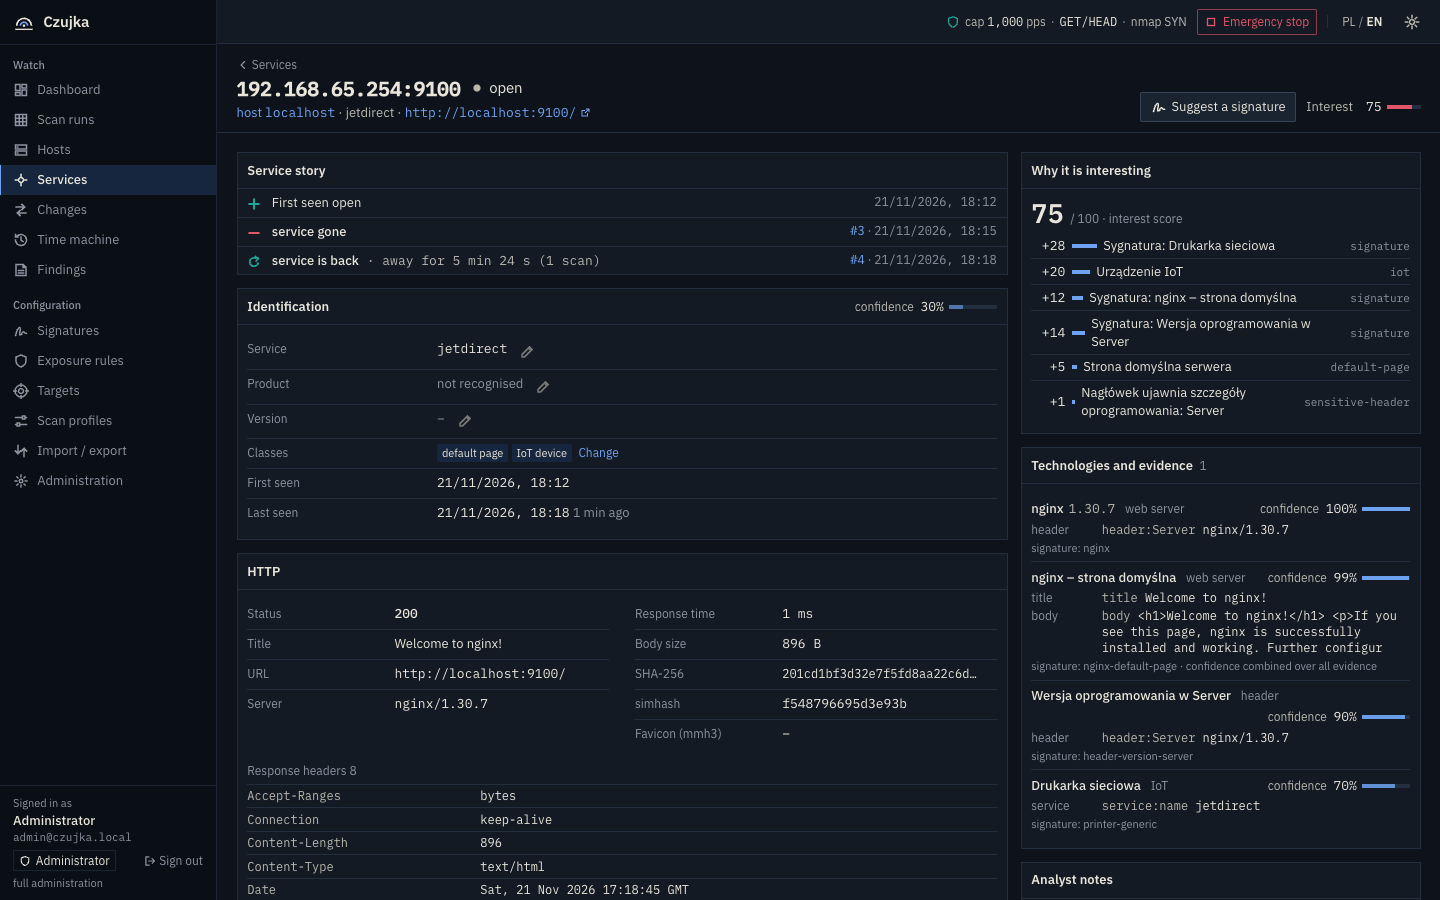 Czujka
cap 1,000 pps · GET/HEAD · nmap SYN
Emergency stop
PL / EN
Watch
Dashboard
Scan runs
Hosts
Services
Changes
Time machine
Findings
Configuration
Signatures
Exposure rules
Targets
Scan profiles
Import / export
Administration
Signed in as
Administrator
admin@czujka.local
Administrator
Sign out
full administration
Services
192.168.65.254:9100 open
host localhost · jetdirect · http://localhost:9100/
Suggest a signature
Interest 75
Service story
First seen open 21/11/2026, 18:12
service gone #3 · 21/11/2026, 18:15
service is back · away for 5 min 24 s (1 scan) #4 · 21/11/2026, 18:18
Identification confidence 30%
Service jetdirect
Product not recognised
Version –
Classes default page IoT device Change
First seen 21/11/2026, 18:12
Last seen 21/11/2026, 18:18 1 min ago
HTTP
Status 200
Title Welcome to nginx!
URL http://localhost:9100/
Server nginx/1.30.7
Response time 1 ms
Body size 896 B
SHA-256 201cd1bf3d32e7f5fd8aa22c6d…
simhash f548796695d3e93b
Favicon (mmh3) –
Response headers 8
Accept-Ranges bytes
Connection keep-alive
Content-Length 896
Content-Type text/html
Date Sat, 21 Nov 2026 17:18:45 GMT
Why it is interesting
75 / 100 · interest score
+28 Sygnatura: Drukarka sieciowa signature
+20 Urządzenie IoT iot
+12 Sygnatura: nginx – strona domyślna signature
+14 Sygnatura: Wersja oprogramowania w
Server signature
+5 Strona domyślna serwera default-page
+1 Nagłówek ujawnia szczegóły
oprogramowania: Server sensitive-header
Technologies and evidence 1
nginx 1.30.7 web server confidence 100%
header header:Server nginx/1.30.7
signature: nginx
nginx – strona domyślna web server confidence 99%
title title Welcome to nginx!
body body <h1>Welcome to nginx!</h1> <p>If you
see this page, nginx is successfully
installed and working. Further configur
signature: nginx-default-page · confidence combined over all evidence
Wersja oprogramowania w Server header
confidence 90%
header header:Server nginx/1.30.7
signature: header-version-server
Drukarka sieciowa IoT confidence 70%
service service:name jetdirect
signature: printer-generic
Analyst notes